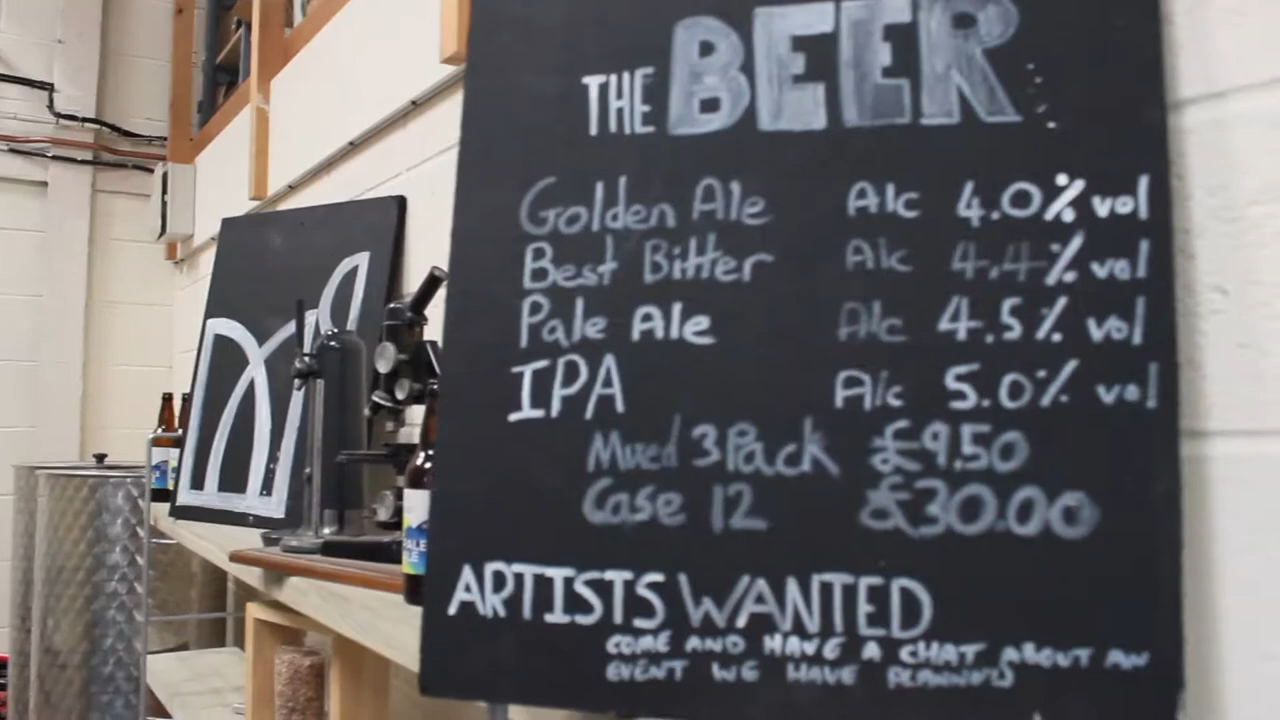 THE BEER
Golden Ale Alc 4.0% vol
Best Bitter Alc 4.4% vol
Pale Ale Alc 4.5% vol
IPA Alc 5.0% vol
Mixed 3 Pack £9.50
Case 12 £30.00
ARTISTS WANTED
COME AND HAVE A CHAT ABOUT AN
EVENT WE HAVE
PALE
ALE